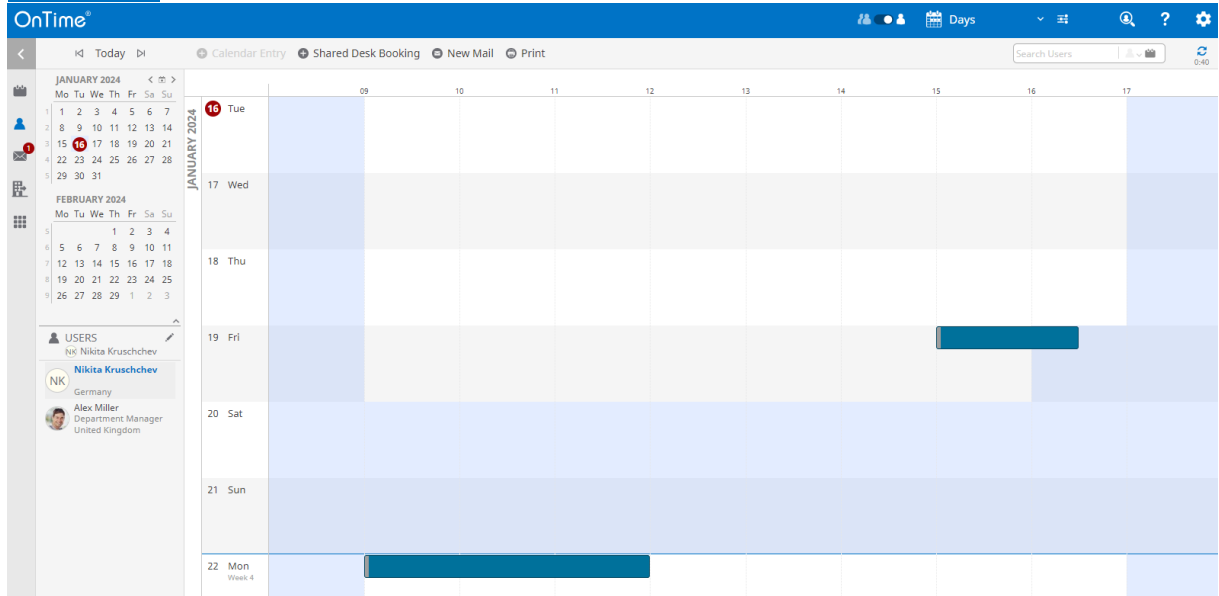 OnTime®
Days
?
Today
Calendar Entry
Shared Desk Booking
New Mail
Print
Search Users
0:40
JANUARY 2024
Mo Tu We Th Fr Sa Su
1 1 2 3 4 5 6 7
2 8 9 10 11 12 13 14
3 15 16 17 18 19 20 21
4 22 23 24 25 26 27 28
5 29 30 31
FEBRUARY 2024
Mo Tu We Th Fr Sa Su
5 1 2 3 4
6 5 6 7 8 9 10 11
7 12 13 14 15 16 17 18
8 19 20 21 22 23 24 25
9 26 27 28 29 1 2 3
1
USERS
NK Nikita Kruschchev
NK
Nikita Kruschchev
Germany
Alex Miller
Department Manager
United Kingdom
JANUARY 2024
09 10 11 12 13 14 15 16 17
16 Tue
17 Wed
18 Thu
19 Fri
20 Sat
21 Sun
22 Mon
Week 4